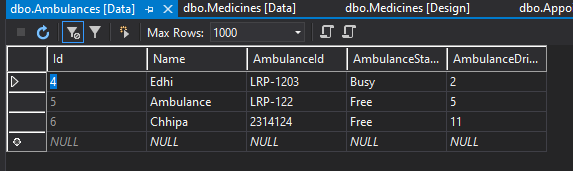 dbo.Ambulances [Data] dbo.Medicines [Data] dbo.Medicines [Design] dbo.Appo
Max Rows: 1000
Id Name AmbulanceId AmbulanceSta... AmbulanceDri...
4 Edhi LRP-1203 Busy 2
5 Ambulance LRP-122 Free 5
6 Chhipa 2314124 Free 11
NULL NULL NULL NULL NULL